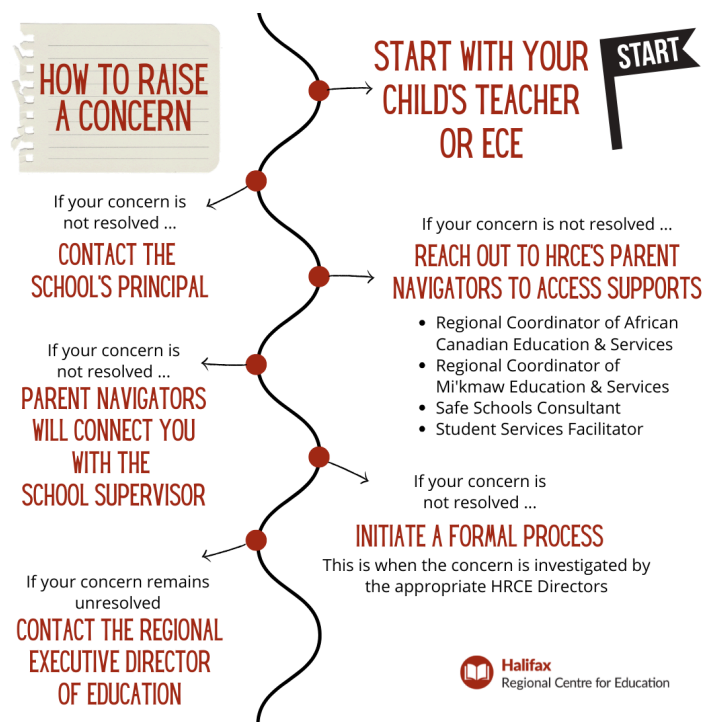 HOW TO RAISE
A CONCERN
START WITH YOUR
CHILD'S TEACHER
OR ECE
START
If your concern is
not resolved ...
CONTACT THE
SCHOOL'S PRINCIPAL
If your concern is not resolved ...
REACH OUT TO HRCE'S PARENT
NAVIGATORS TO ACCESS SUPPORTS
• Regional Coordinator of African
Canadian Education & Services
• Regional Coordinator of
Mi'kmaw Education & Services
• Safe Schools Consultant
• Student Services Facilitator
If your concern is
not resolved ...
PARENT NAVIGATORS
WILL CONNECT YOU
WITH THE
SCHOOL SUPERVISOR
If your concern is
not resolved ...
INITIATE A FORMAL PROCESS
This is when the concern is investigated by
the appropriate HRCE Directors
If your concern remains
unresolved
CONTACT THE REGIONAL
EXECUTIVE DIRECTOR
OF EDUCATION
Halifax
Regional Centre for Education